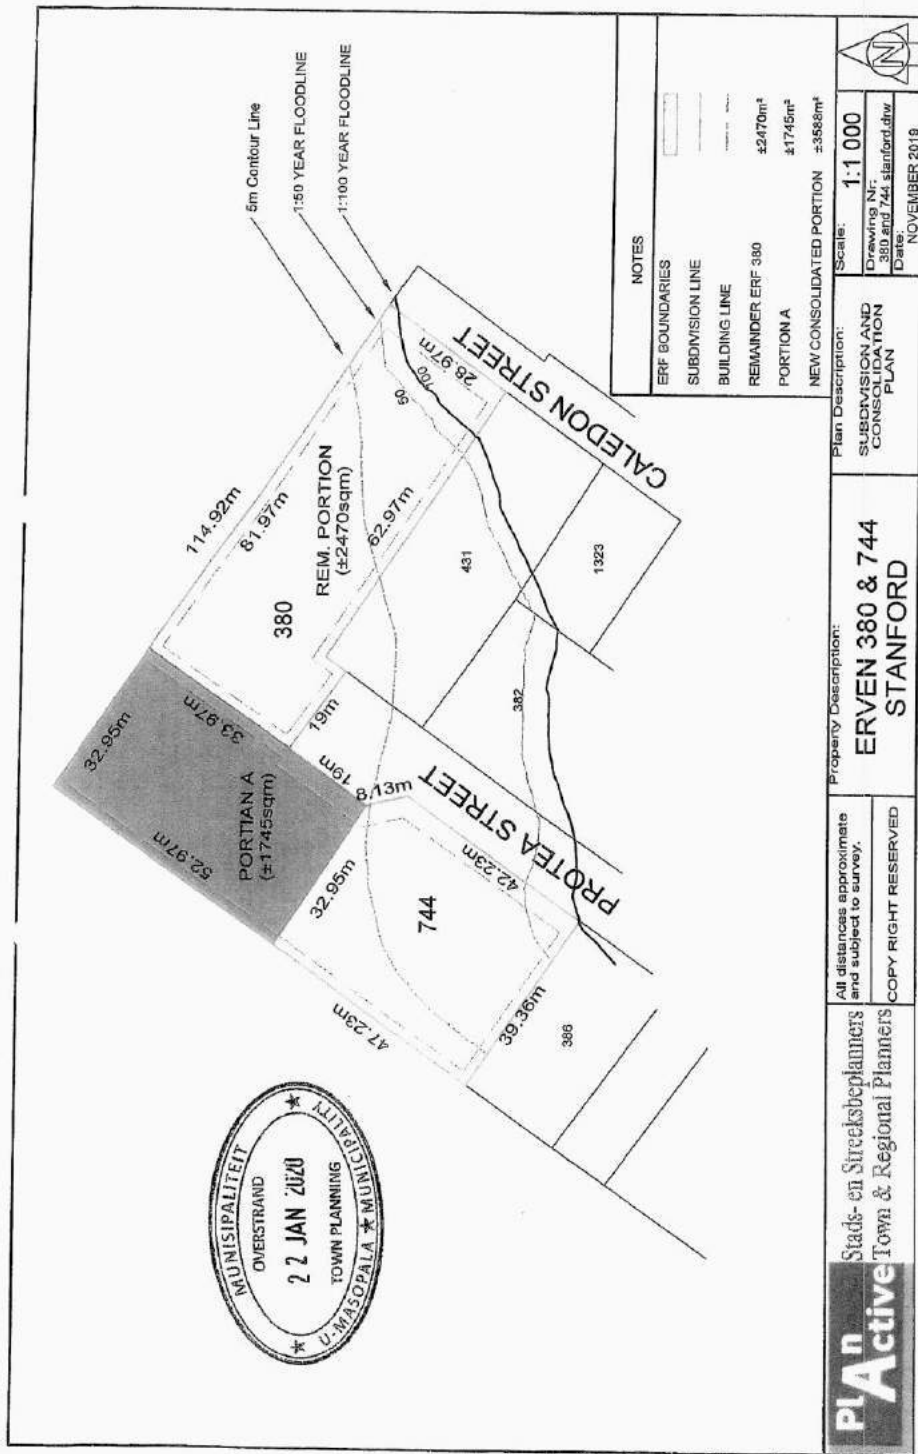 5m Contour Line
1:50 YEAR FLOODLINE
1:100 YEAR FLOODLINE
114.92m
81.97m
REM. PORTION
(±2470sqm)
62.97m
380
50
100
28.97m
CALEDON STREET
32.95m
33.97m
52.97m
PORTIAN A
(±1745sqm)
19m
19m
8.13m
32.95m
PROTEA STREET
42.23m
744
47.23m
39.36m
431
1323
382
386
MUNISIPALITEIT
OVERSTRAND
22 JAN 2020
TOWN PLANNING
U-MASOPALA ★ MUNICIPALITY
NOTES
ERF BOUNDARIES
SUBDIVISION LINE
BUILDING LINE
REMAINDER ERF 380 ±2470m²
PORTION A ±1745m²
NEW CONSOLIDATED PORTION ±3588m²
PLAn
Active
Stads- en Streeksbeplanners
Town & Regional Planners
All distances approximate
and subject to survey.
COPY RIGHT RESERVED
Property Description:
ERVEN 380 & 744
STANFORD
Plan Description:
SUBDIVISION AND
CONSOLIDATION
PLAN
Scale:
1:1 000
Drawing Nr:
380 and 744 stanford.drw
Date:
NOVEMBER 2019
N